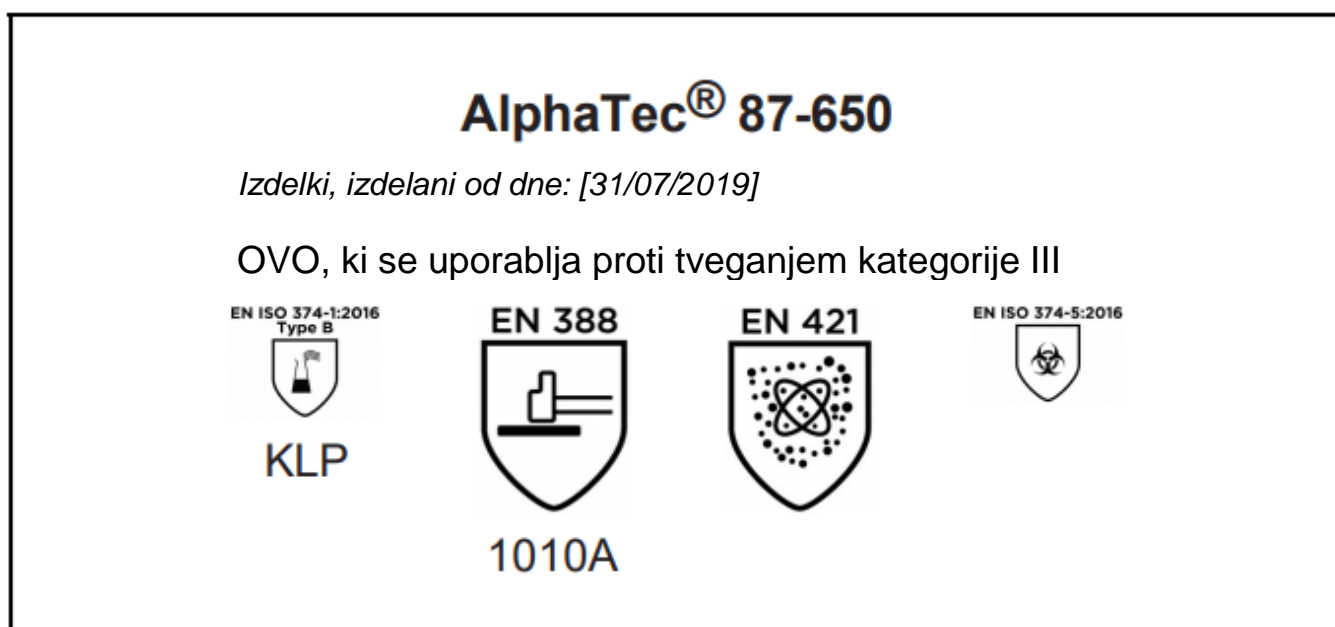 AlphaTec® 87-650
Izdelki, izdelani od dne: [31/07/2019]
OVO, ki se uporablja proti tveganjem kategorije III
EN ISO 374-1:2016
Type B
KLP
EN 388
1010A
EN 421
EN ISO 374-5:2016